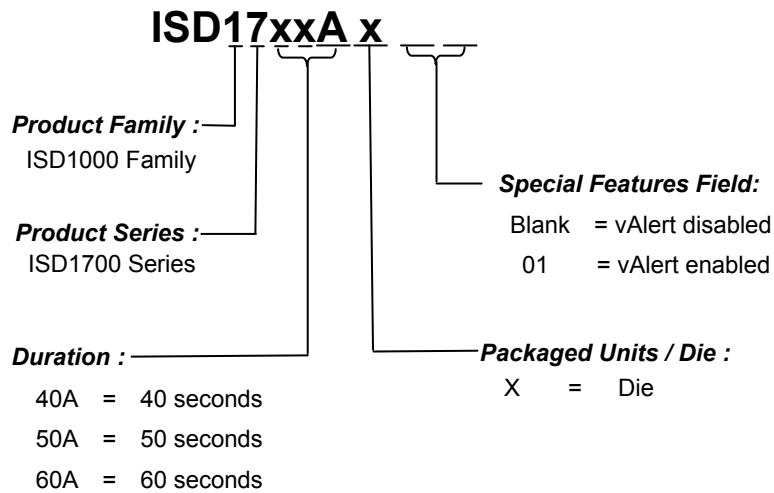 ISD17xxA x
Product Family :
ISD1000 Family
Product Series :
ISD1700 Series
Duration :
40A = 40 seconds
50A = 50 seconds
60A = 60 seconds
Special Features Field:
Blank = vAlert disabled
01 = vAlert enabled
Packaged Units / Die :
X = Die